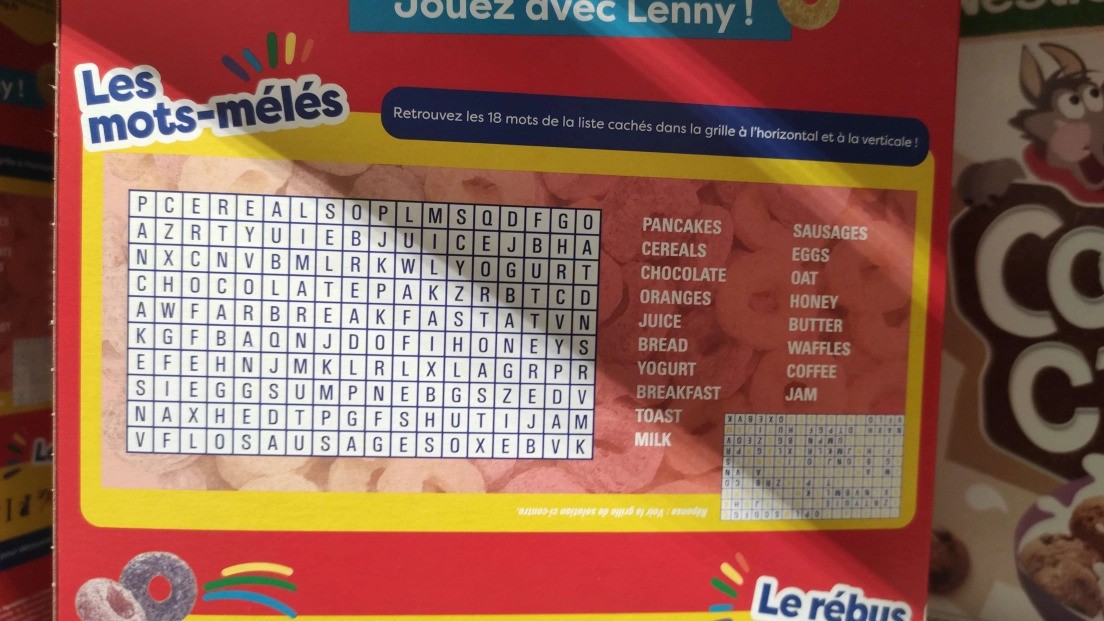 Jouez avec Lenny !
Les
mots-mélés
Retrouvez les 18 mots de la liste cachés dans la grille à l'horizontal et à la verticale !
P C E R E A L S O P L M S Q D F G O
A Z R T Y U I E B J U I C E J B H A
N X C N V B M L R K W L Y O G U R T
C H O C O L A T E P A K Z R B T C D
A W F A R B R E A K F A S T A T V N
K G F B A Q N J D O F I H O N E Y S
E F E H N J M K L R L X L A G R P R
S I E G G S U M P N E B G S Z E D V
N A X H E D T P G F S H U T I J A M
V F L O S A U S A G E S O X E B V K
PANCAKES
CEREALS
CHOCOLATE
ORANGES
JUICE
BREAD
YOGURT
BREAKFAST
TOAST
MILK
SAUSAGES
EGGS
OAT
HONEY
BUTTER
WAFFLES
COFFEE
JAM
Réponse : Voir la grille de solution ci-contre.
Le rébus